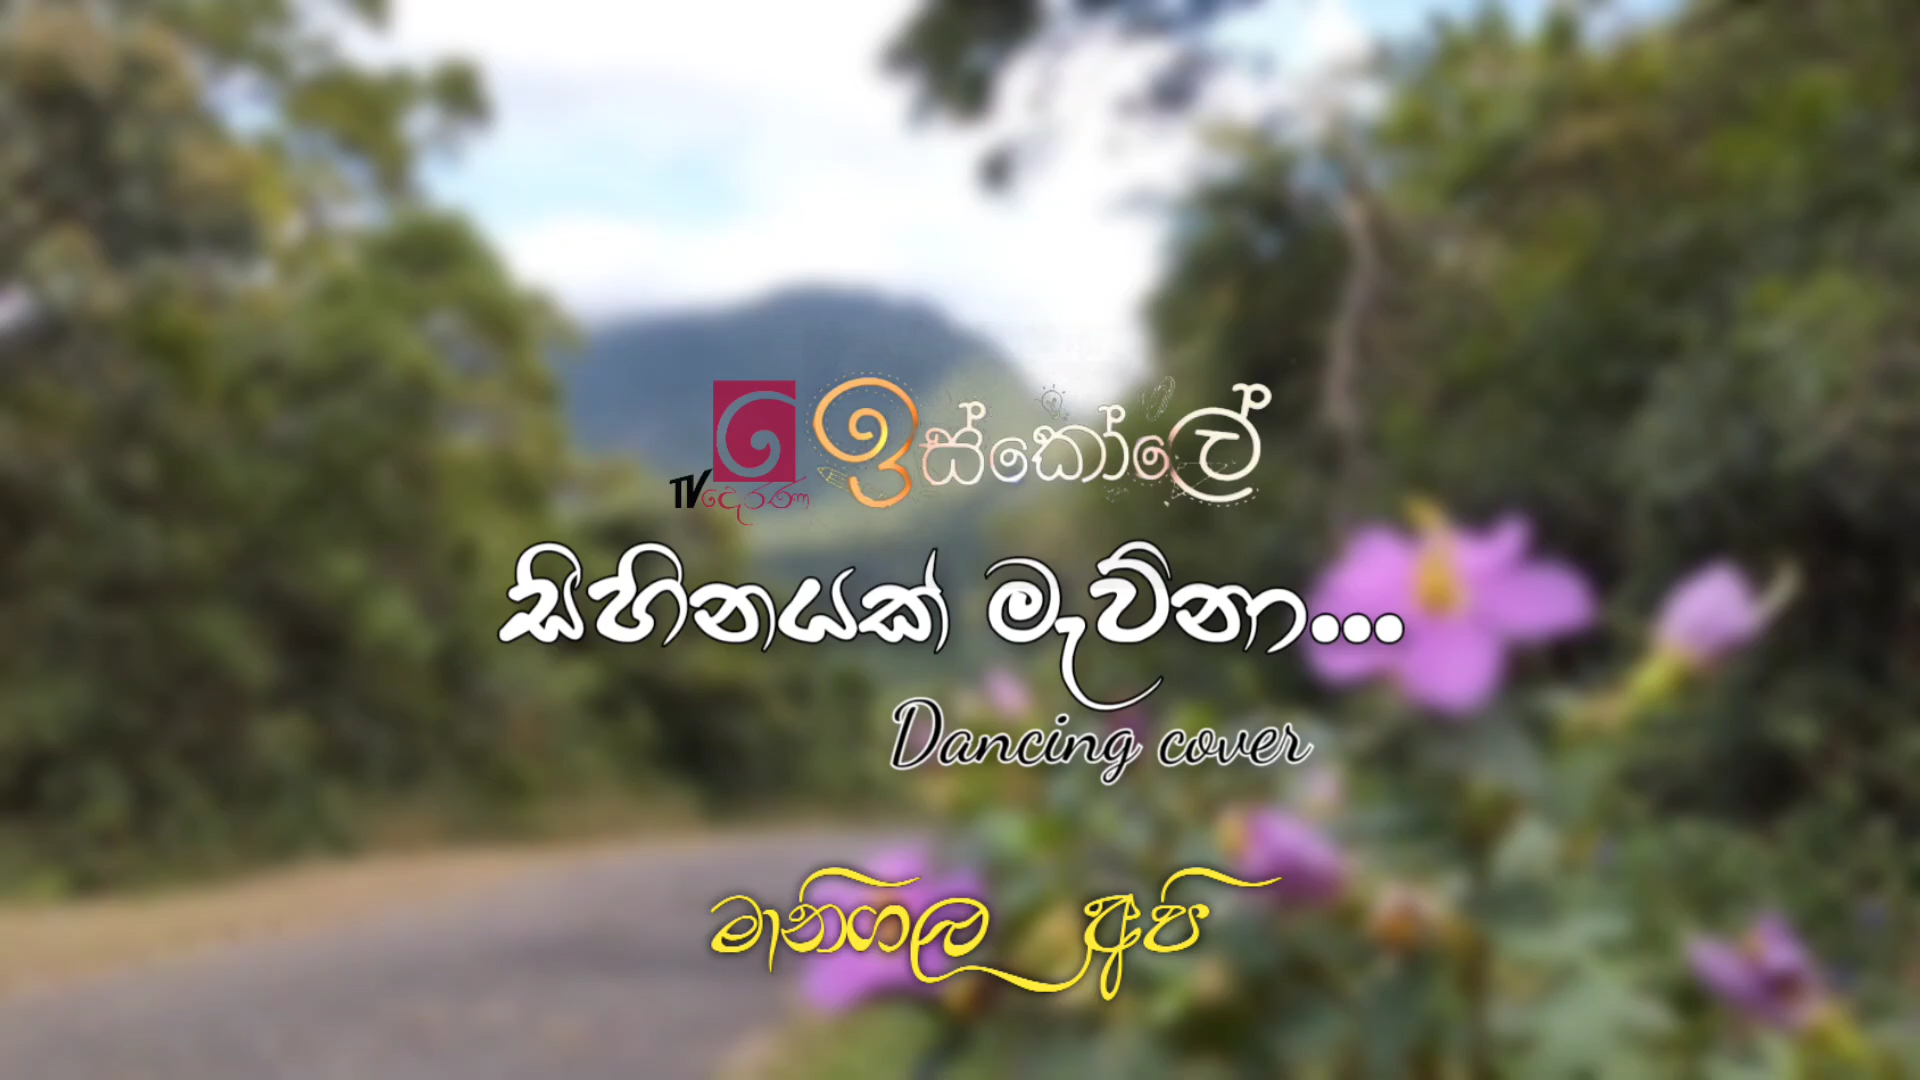 TV දෙරණ ඉස්කෝලේ
සිහිනයක් මැව්නා...
Dancing cover
මානිගල අපි